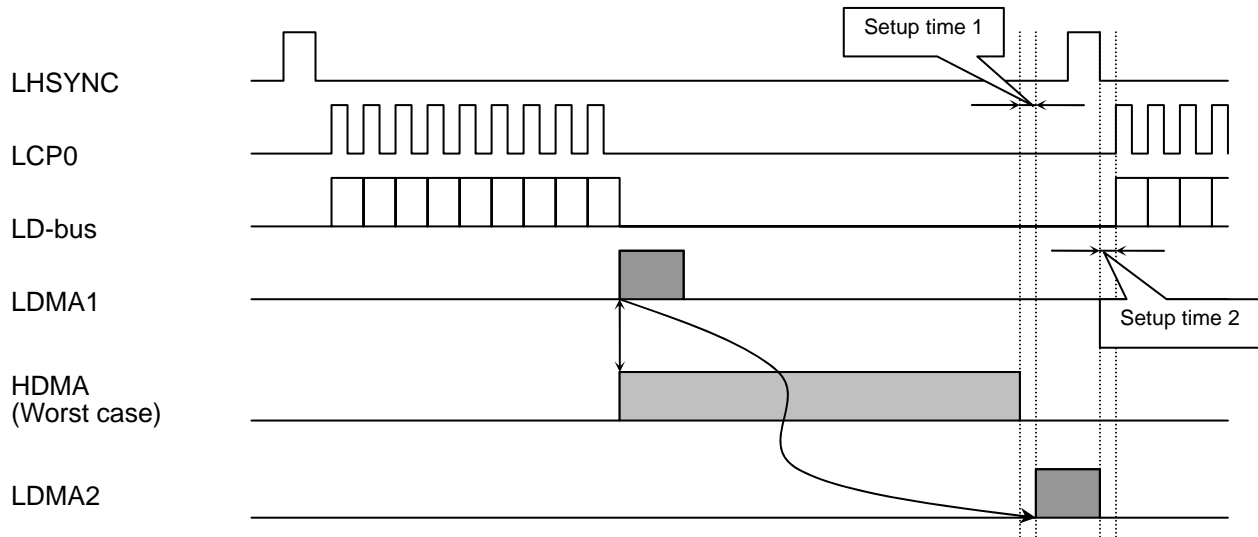 Setup time 1
LHSYNC
LCP0
LD-bus
LDMA1
Setup time 2
HDMA
(Worst case)
LDMA2